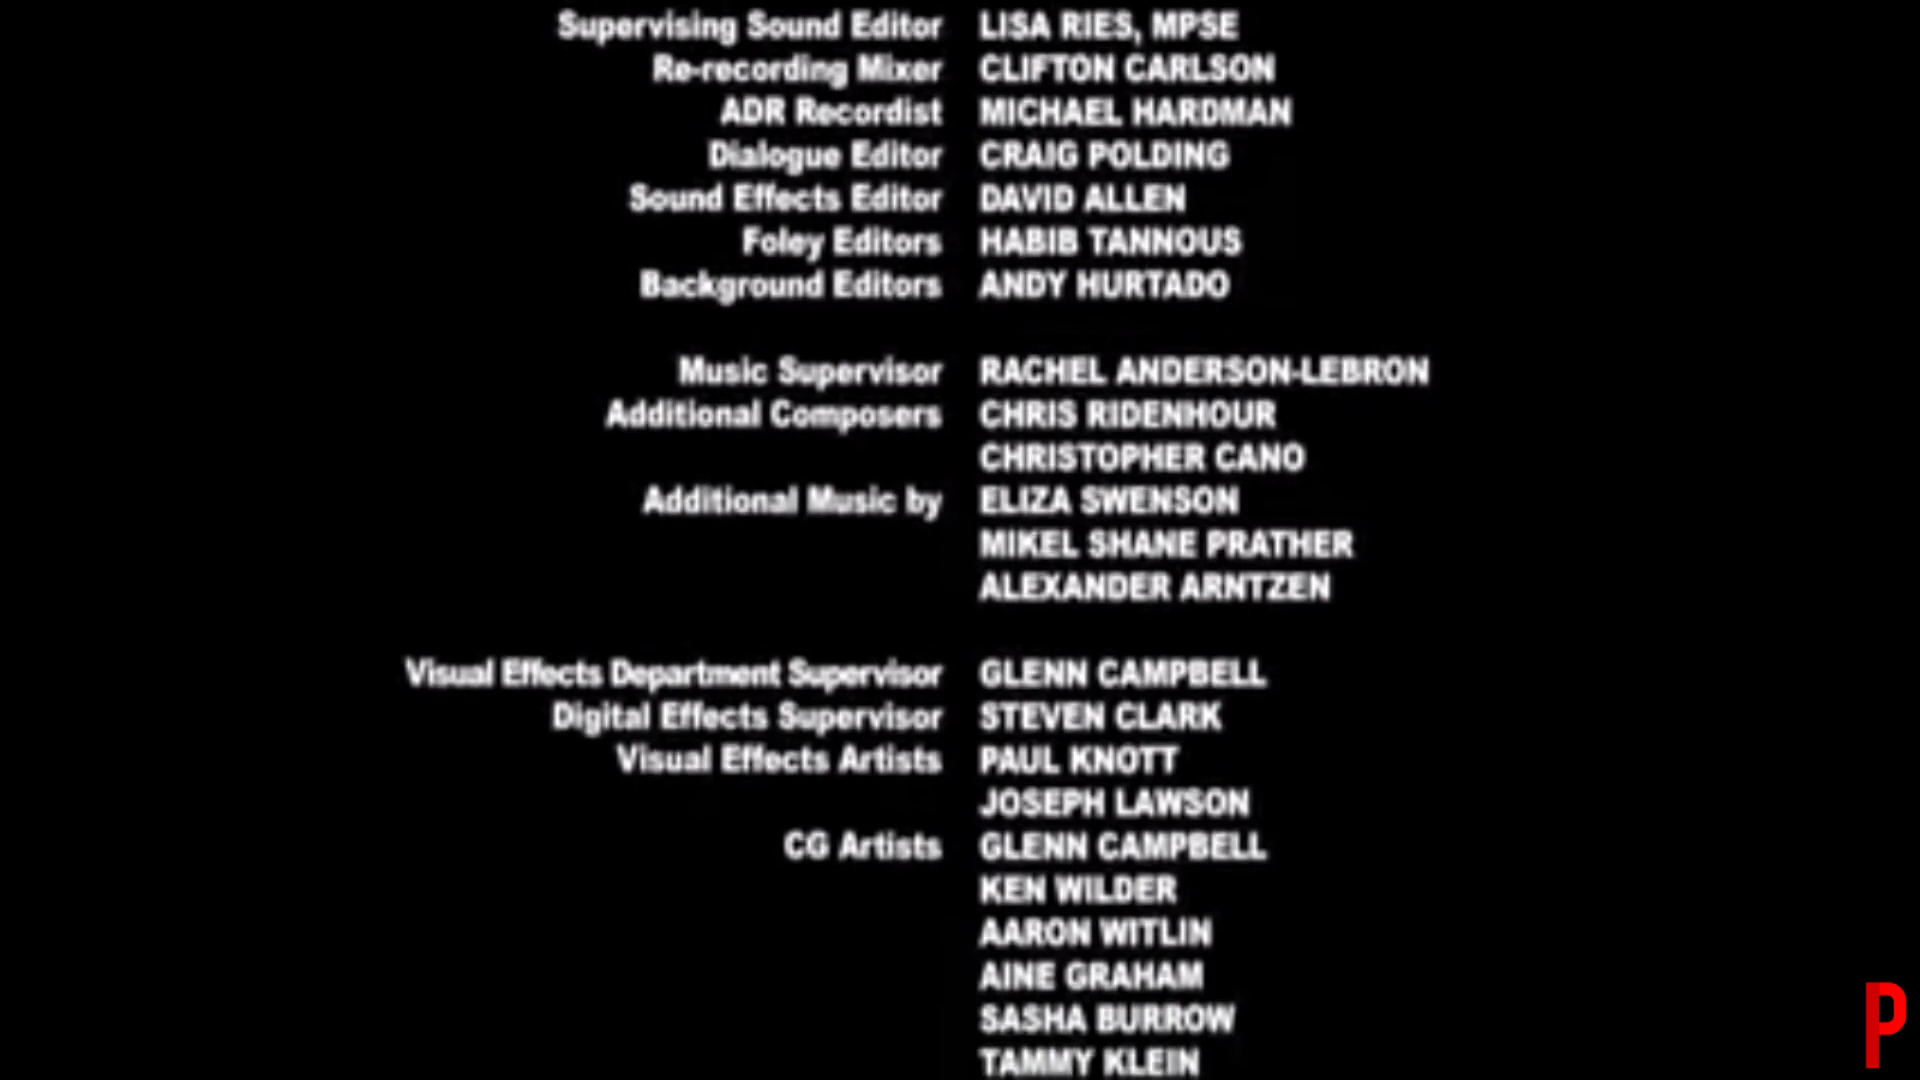 Supervising Sound Editor LISA RIES, MPSE
Re-recording Mixer CLIFTON CARLSON
ADR Recordist MICHAEL HARDMAN
Dialogue Editor CRAIG POLDING
Sound Effects Editor DAVID ALLEN
Foley Editors HABIB TANNOUS
Background Editors ANDY HURTADO
Music Supervisor RACHEL ANDERSON-LEBRON
Additional Composers CHRIS RIDENHOUR
CHRISTOPHER CANO
Additional Music by ELIZA SWENSON
MIKEL SHANE PRATHER
ALEXANDER ARNTZEN
Visual Effects Department Supervisor GLENN CAMPBELL
Digital Effects Supervisor STEVEN CLARK
Visual Effects Artists PAUL KNOTT
JOSEPH LAWSON
CG Artists GLENN CAMPBELL
KEN WILDER
AARON WITLIN
AINE GRAHAM
SASHA BURROW
TAMMY KLEIN
P